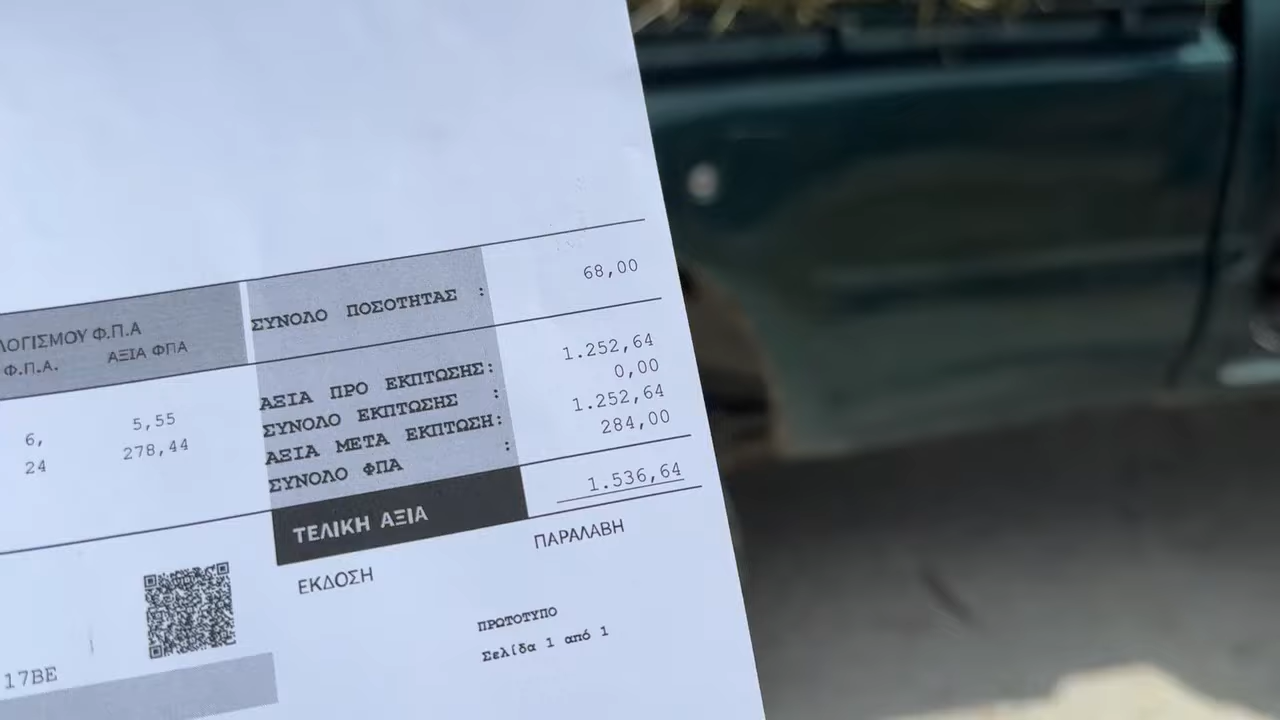 ΛΟΓΙΣΜΟΥ Φ.Π.Α
Φ.Π.Α. ΑΞΙΑ ΦΠΑ
6, 5,55
24 278,44
ΣΥΝΟΛΟ ΠΟΣΟΤΗΤΑΣ : 68,00
ΑΞΙΑ ΠΡΟ ΕΚΠΤΩΣΗΣ: 1.252,64
ΣΥΝΟΛΟ ΕΚΠΤΩΣΗΣ : 0,00
ΑΞΙΑ ΜΕΤΑ ΕΚΠΤΩΣΗ: 1.252,64
ΣΥΝΟΛΟ ΦΠΑ : 284,00
ΤΕΛΙΚΗ ΑΞΙΑ 1.536,64
ΕΚΔΟΣΗ ΠΑΡΑΛΑΒΗ
ΠΡΩΤΟΤΥΠΟ
Σελίδα 1 από 1
17BE